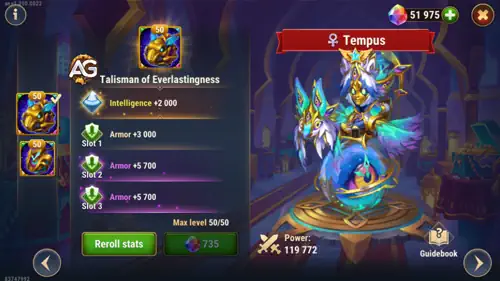 50
AG
Talisman of Everlastingness
Intelligence +2 000
Armor +3 000
Slot 1
Armor +5 700
Slot 2
Armor +5 700
Slot 3
Max level 50/50
Reroll stats
735
50
50
51 975
Tempus
Power:
119 772
Guidebook
83747992